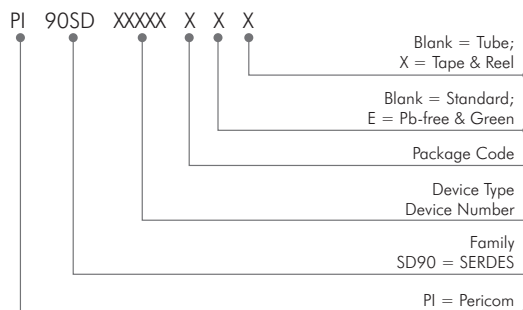 PI 90SD XXXXX X X X
Blank = Tube;
X = Tape & Reel
Blank = Standard;
E = Pb-free & Green
Package Code
Device Type
Device Number
Family
SD90 = SERDES
PI = Pericom